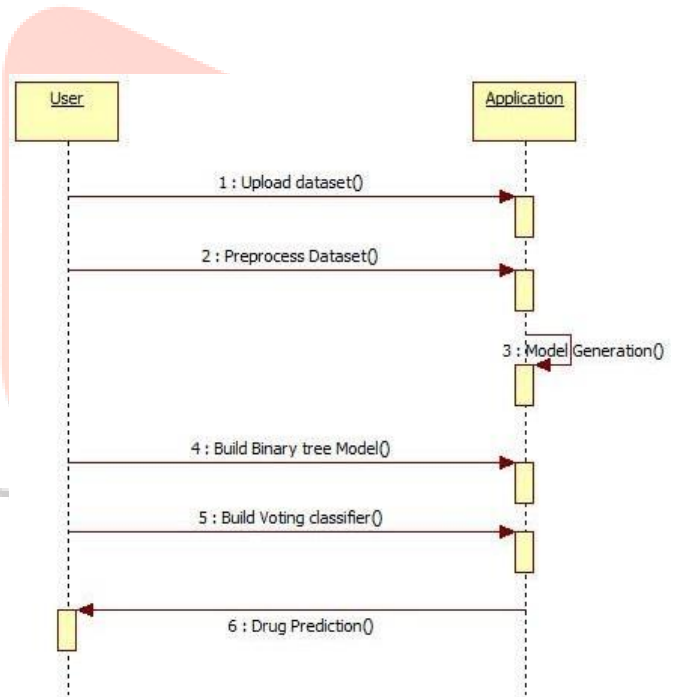 User
Application
1 : Upload dataset()
2 : Preprocess Dataset()
3 : Model Generation()
4 : Build Binary tree Model()
5 : Build Voting classifier()
6 : Drug Prediction()